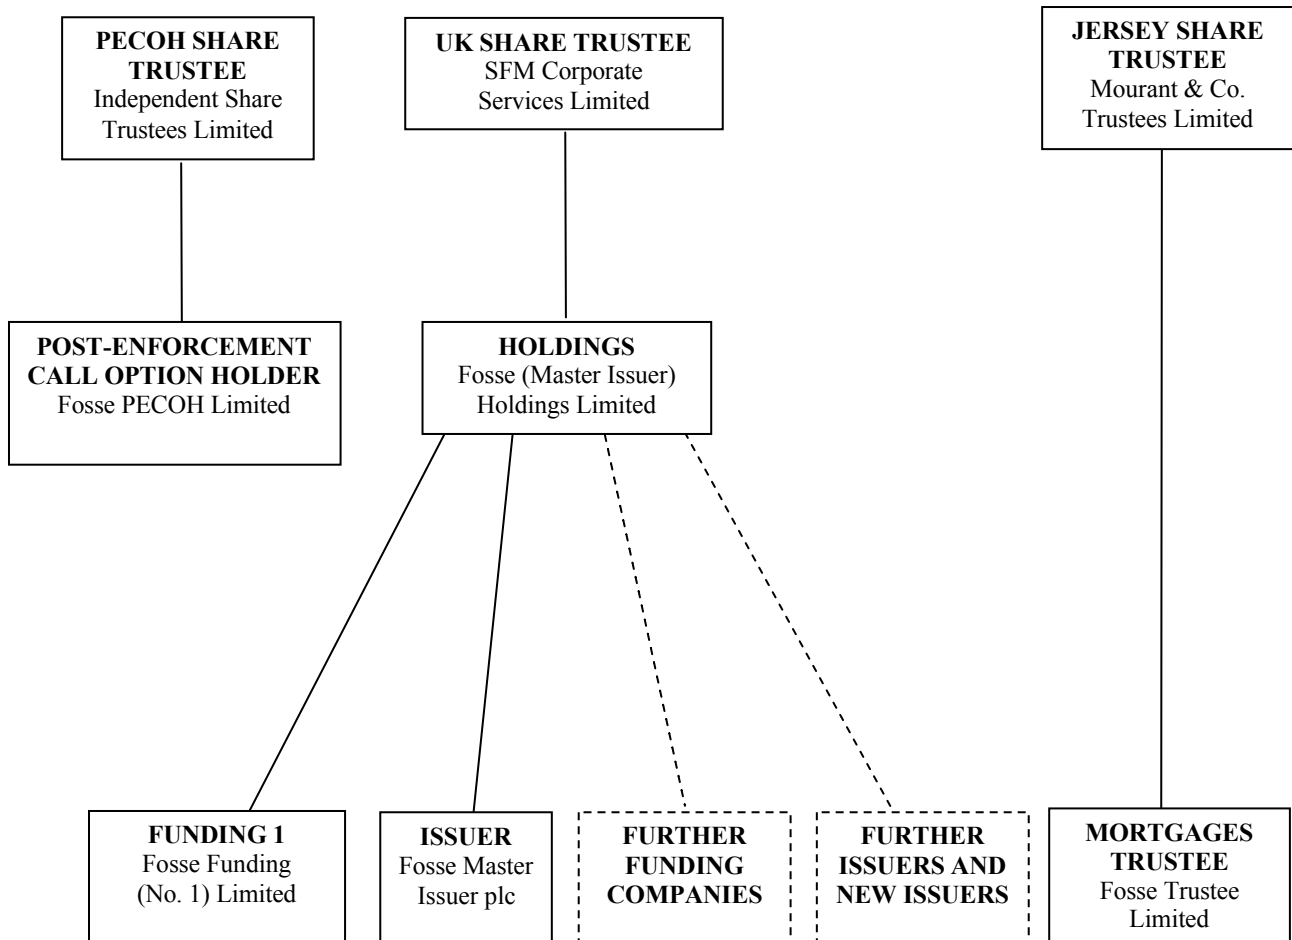 PECOH SHARE
TRUSTEE
Independent Share
Trustees Limited
UK SHARE TRUSTEE
SFM Corporate
Services Limited
JERSEY SHARE
TRUSTEE
Mourant & Co.
Trustees Limited
POST-ENFORCEMENT
CALL OPTION HOLDER
Fosse PECOH Limited
HOLDINGS
Fosse (Master Issuer)
Holdings Limited
FUNDING 1
Fosse Funding
(No. 1) Limited
ISSUER
Fosse Master
Issuer plc
FURTHER
FUNDING
COMPANIES
FURTHER
ISSUERS AND
NEW ISSUERS
MORTGAGES
TRUSTEE
Fosse Trustee
Limited